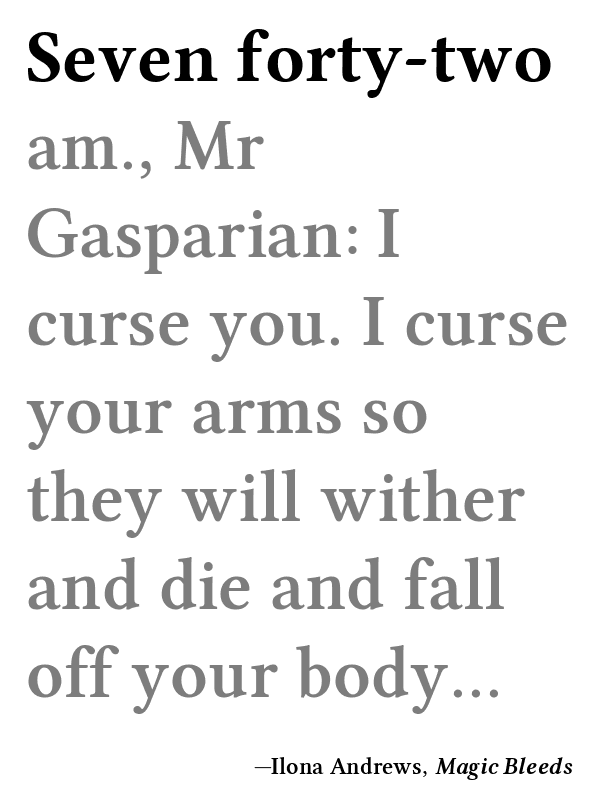 Seven forty-two
am., Mr
Gasparian: I
curse you. I curse
your arms so
they will wither
and die and fall
off your body...
—Ilona Andrews, Magic Bleeds